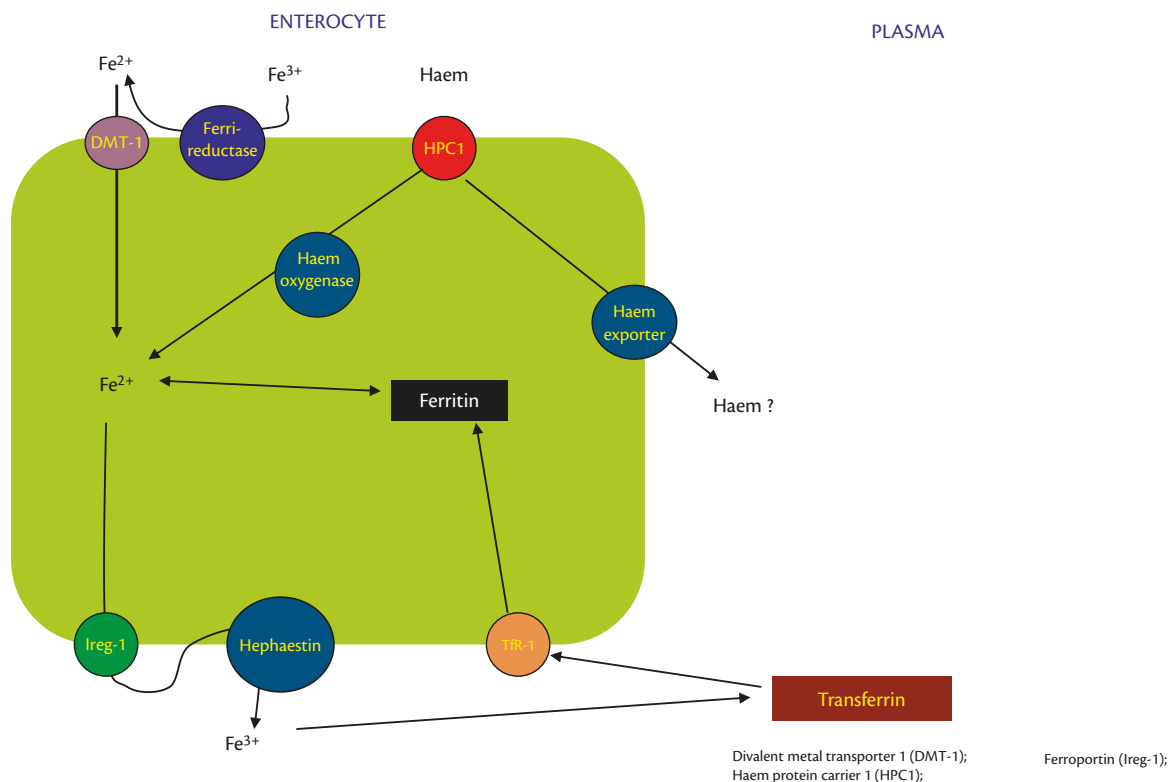 ENTEROCYTE
PLASMA
Fe2+
Fe3+
Haem
DMT-1
Ferri-
reductase
HPC1
Haem
oxygenase
Haem
exporter
Fe2+
Ferritin
Haem ?
Ireg-1
Hephaestin
TfR-1
Transferrin
Fe3+
Divalent metal transporter 1 (DMT-1);
Ferroportin (Ireg-1);
Haem protein carrier 1 (HPC1);